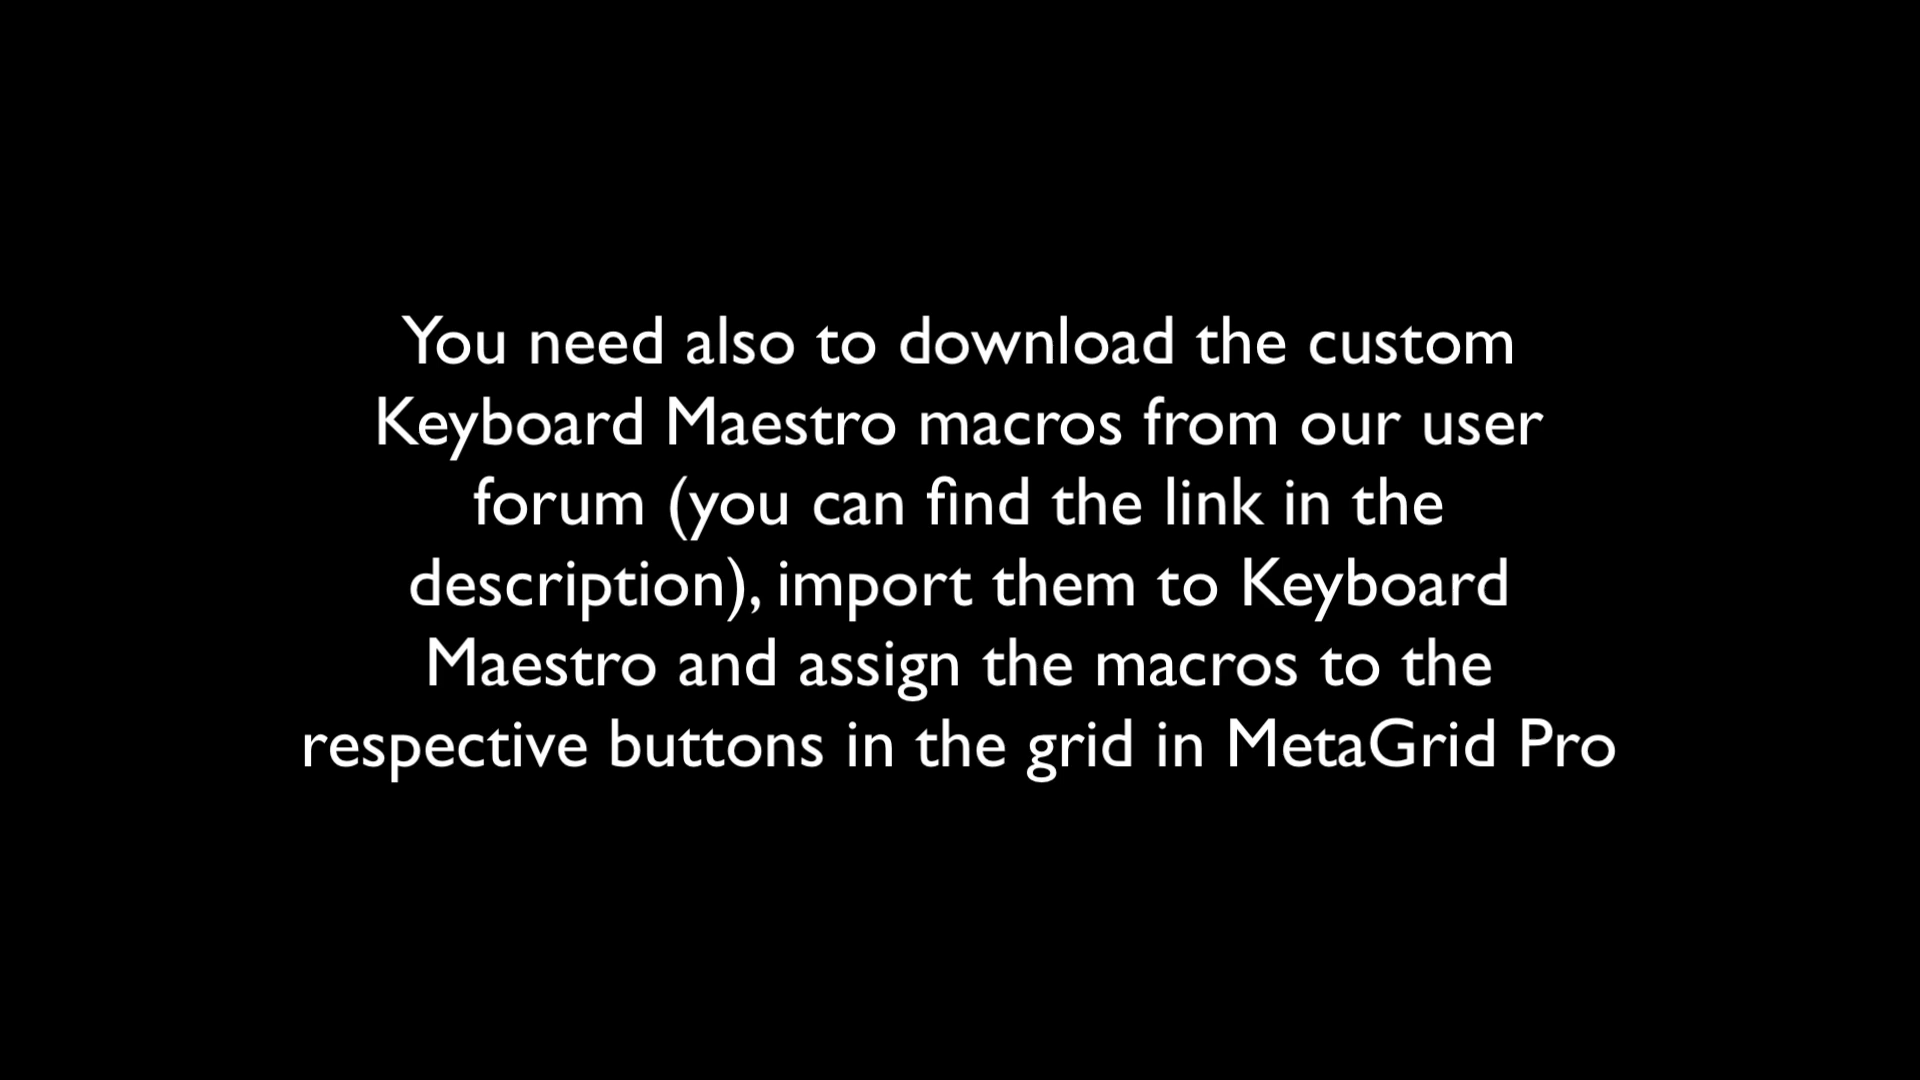 You need also to download the custom
Keyboard Maestro macros from our user
forum (you can find the link in the
description), import them to Keyboard
Maestro and assign the macros to the
respective buttons in the grid in MetaGrid Pro